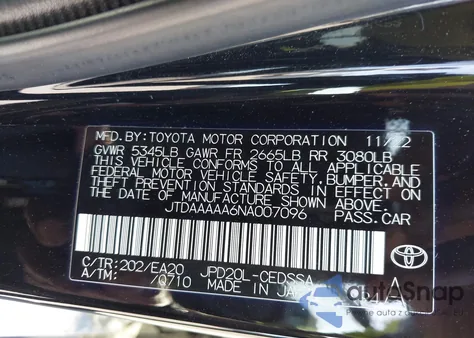 MFD. BY: TOYOTA MOTOR CORPORATION 11/22
GVWR 5345LB GAWR FR 2665LB RR 3080LB
THIS VEHICLE CONFORMS TO ALL APPLICABLE
FEDERAL MOTOR VEHICLE SAFETY, BUMPER, AND
THEFT PREVENTION STANDARDS IN EFFECT ON
THE DATE OF MANUFACTURE SHOWN ABOVE.
JTDAAAAA6NA007096 PASS.CAR
C/TR:202/EA20 JPD20L-CEDSSA
A/TM: /Q710 MADE IN
TOYOTA
autoSnap